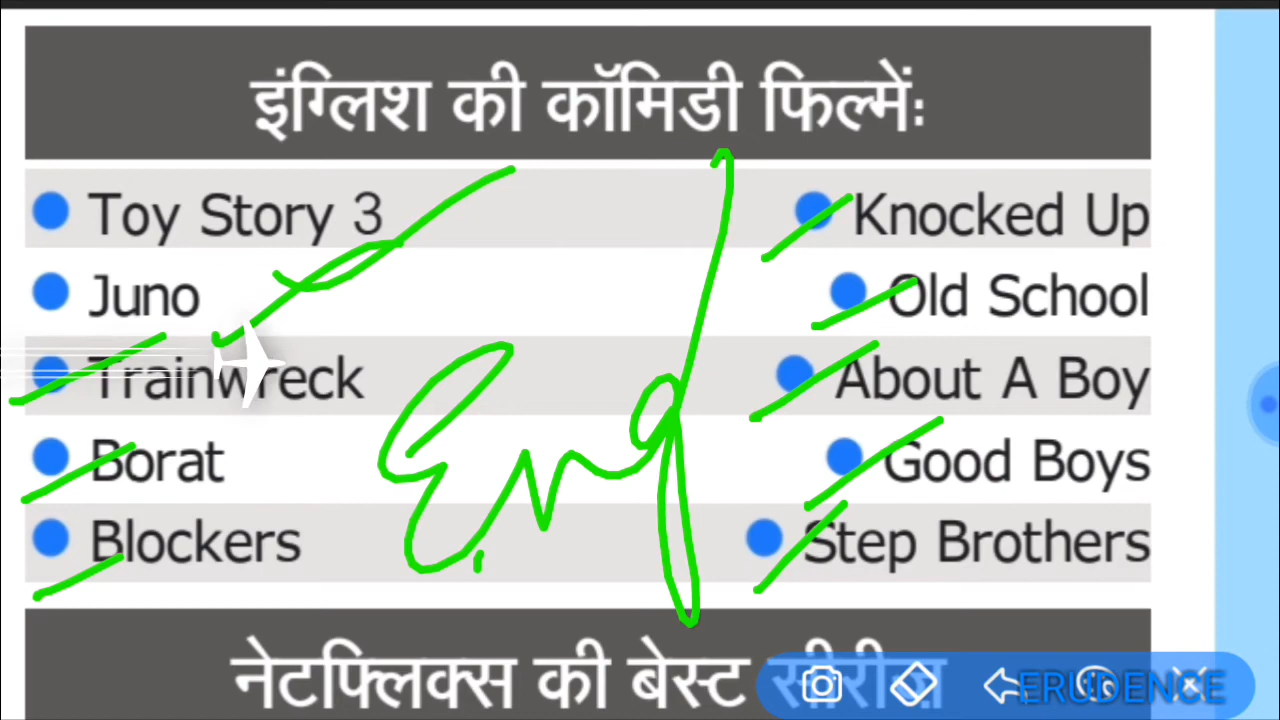 इंग्लिश की कॉमिडी फिल्में:
Toy Story 3 Knocked Up
Juno Old School
Trainwreck About A Boy
Borat Good Boys
Blockers Step Brothers
Eng
नेटफ्लिक्स की बेस्ट सीरीज़
ERUDENCE